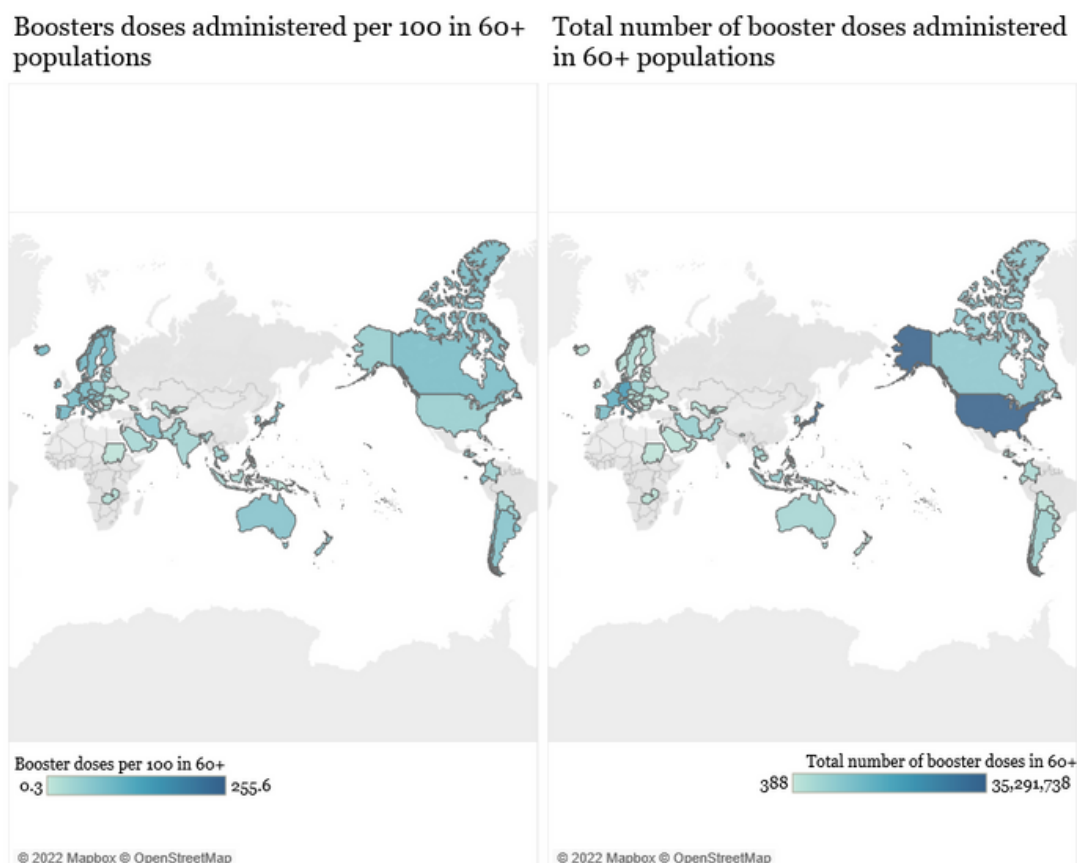 Boosters doses administered per 100 in 60+
populations
Total number of booster doses administered
in 60+ populations
Booster doses per 100 in 60+
0.3 255.6
Total number of booster doses in 60+
388 35,291,738
© 2022 Mapbox © OpenStreetMap
© 2022 Mapbox © OpenStreetMap